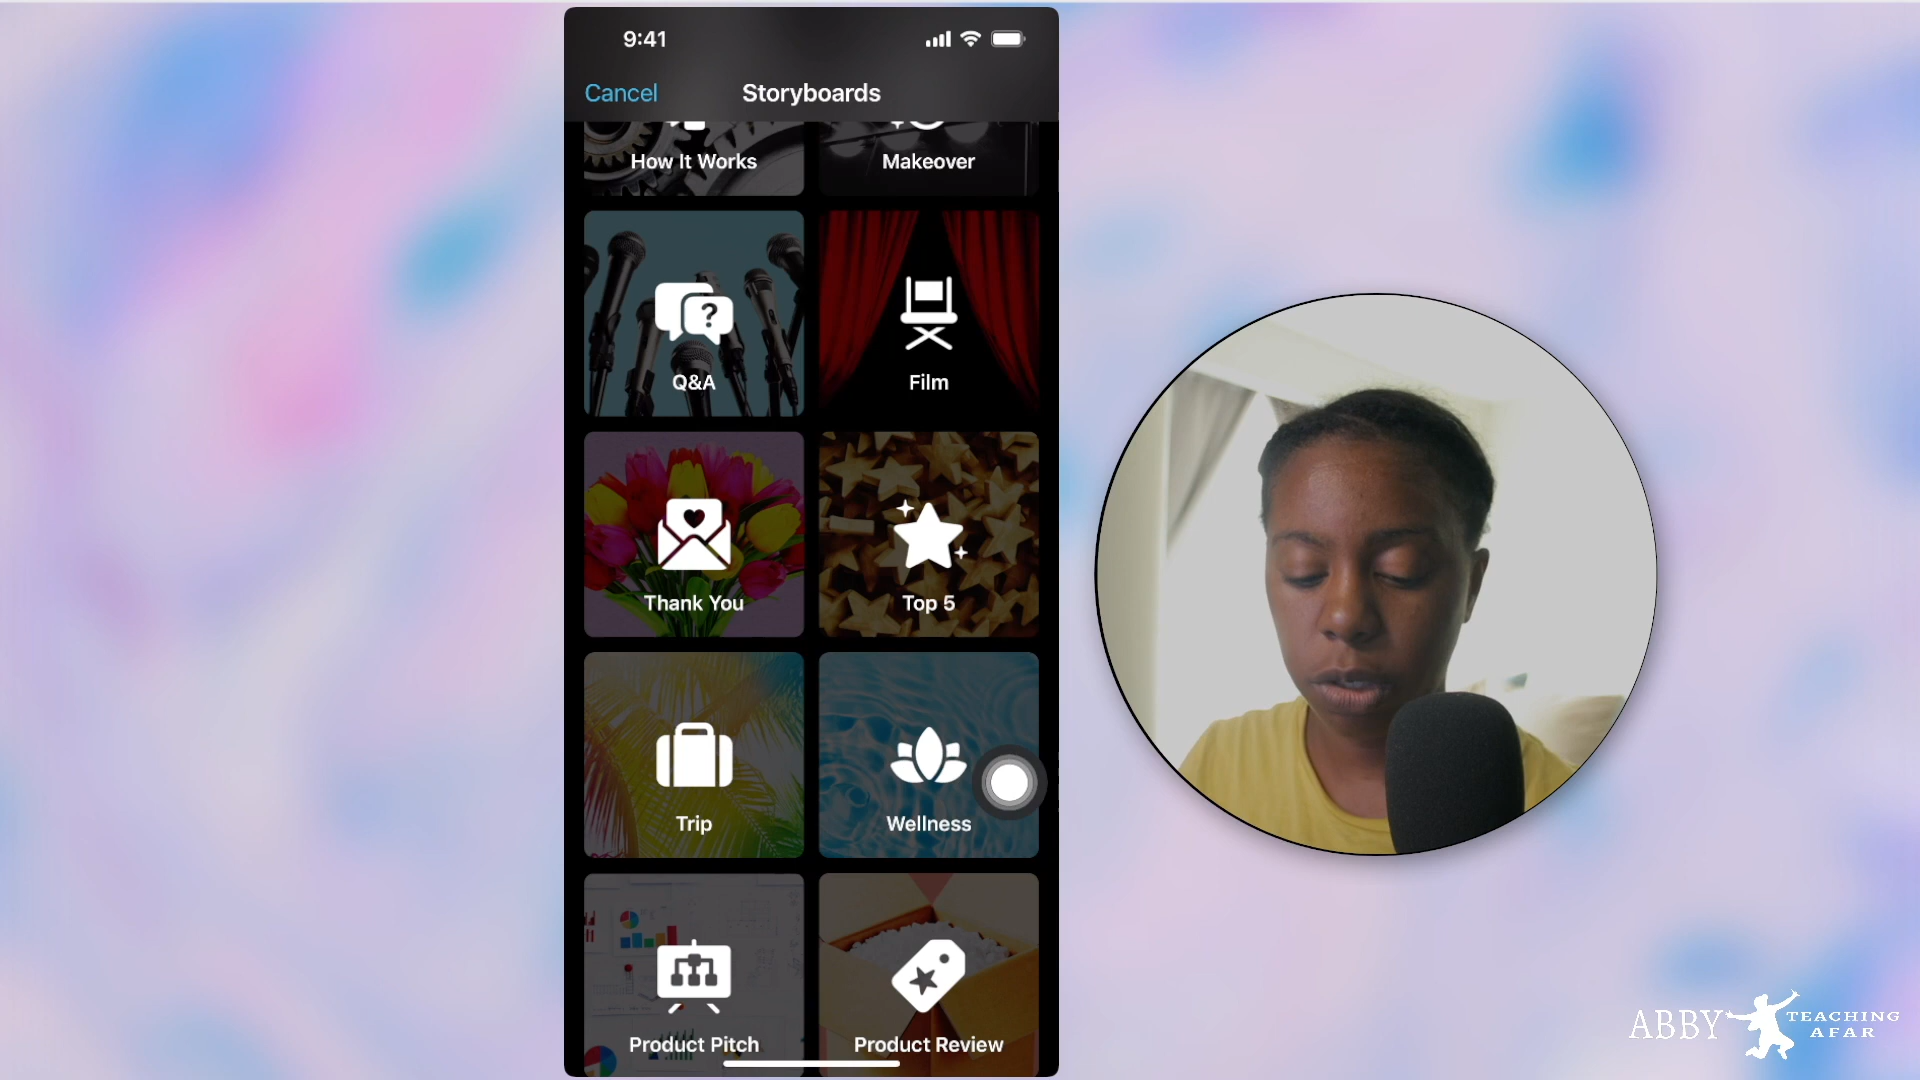 9:41
Cancel
Storyboards
How It Works
Makeover
?
Q&A
Film
Thank You
Top 5
Trip
Wellness
Product Pitch
Product Review
ABBY
TEACHING
AFAR